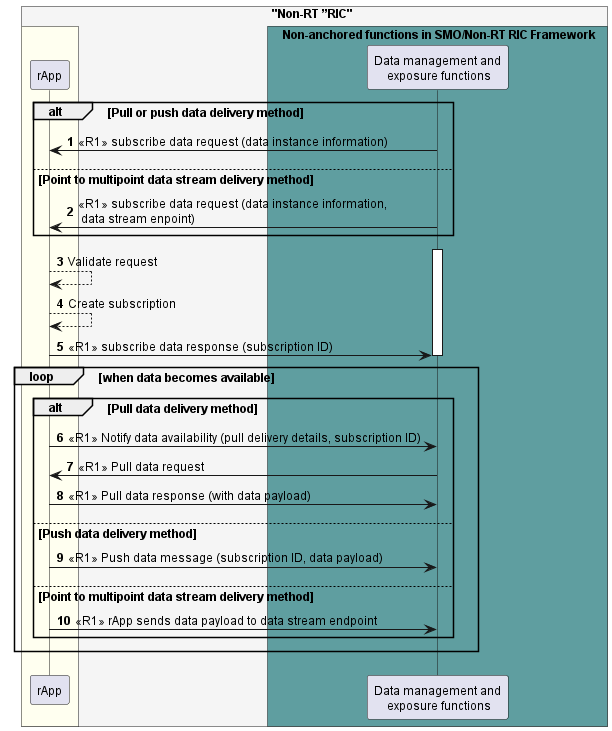 "Non-RT "RIC"
Non-anchored functions in SMO/Non-RT RIC Framework
rApp
Data management and
exposure functions
alt [Pull or push data delivery method]
1 «R1» subscribe data request (data instance information)
[Point to multipoint data stream delivery method]
2 «R1» subscribe data request (data instance information,
data stream enpoint)
3 Validate request
4 Create subscription
5 «R1» subscribe data response (subscription ID)
loop [when data becomes available]
alt [Pull data delivery method]
6 «R1» Notify data availability (pull delivery details, subscription ID)
7 «R1» Pull data request
8 «R1» Pull data response (with data payload)
[Push data delivery method]
9 «R1» Push data message (subscription ID, data payload)
[Point to multipoint data stream delivery method]
10 «R1» rApp sends data payload to data stream endpoint
rApp
Data management and
exposure functions